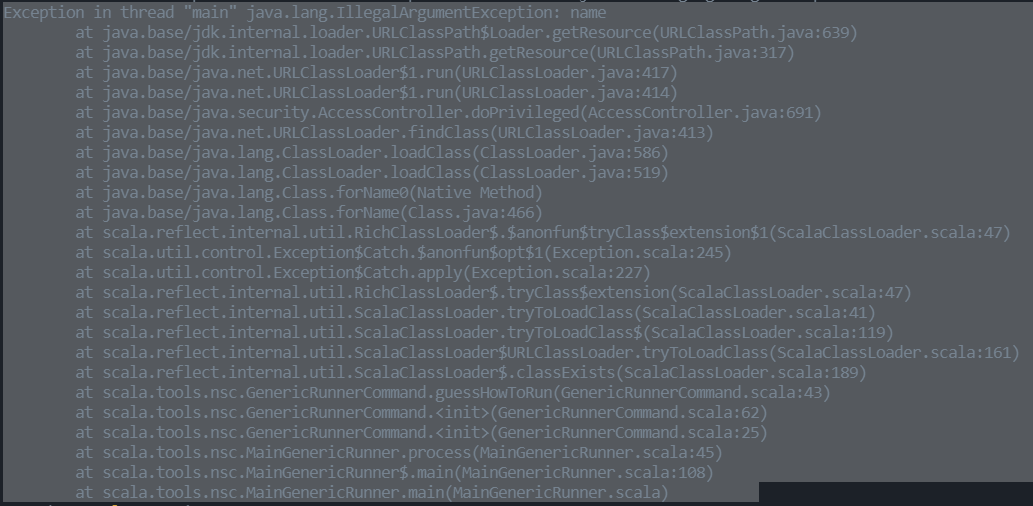 Exception in thread "main" java.lang.IllegalArgumentException: name
at java.base/jdk.internal.loader.URLClassPath$Loader.getResource(URLClassPath.java:639)
at java.base/jdk.internal.loader.URLClassPath.getResource(URLClassPath.java:317)
at java.base/java.net.URLClassLoader$1.run(URLClassLoader.java:417)
at java.base/java.net.URLClassLoader$1.run(URLClassLoader.java:414)
at java.base/java.security.AccessController.doPrivileged(AccessController.java:691)
at java.base/java.net.URLClassLoader.findClass(URLClassLoader.java:413)
at java.base/java.lang.ClassLoader.loadClass(ClassLoader.java:586)
at java.base/java.lang.ClassLoader.loadClass(ClassLoader.java:519)
at java.base/java.lang.Class.forName0(Native Method)
at java.base/java.lang.Class.forName(Class.java:466)
at scala.reflect.internal.util.RichClassLoader$.$anonfun$tryClass$extension$1(ScalaClassLoader.scala:47)
at scala.util.control.Exception$Catch.$anonfun$opt$1(Exception.scala:245)
at scala.util.control.Exception$Catch.apply(Exception.scala:227)
at scala.reflect.internal.util.RichClassLoader$.tryClass$extension(ScalaClassLoader.scala:47)
at scala.reflect.internal.util.ScalaClassLoader.tryToLoadClass(ScalaClassLoader.scala:41)
at scala.reflect.internal.util.ScalaClassLoader.tryToLoadClass$(ScalaClassLoader.scala:119)
at scala.reflect.internal.util.ScalaClassLoader$URLClassLoader.tryToLoadClass(ScalaClassLoader.scala:161)
at scala.reflect.internal.util.ScalaClassLoader$.classExists(ScalaClassLoader.scala:189)
at scala.tools.nsc.GenericRunnerCommand.guessHowToRun(GenericRunnerCommand.scala:43)
at scala.tools.nsc.GenericRunnerCommand.<init>(GenericRunnerCommand.scala:62)
at scala.tools.nsc.GenericRunnerCommand.<init>(GenericRunnerCommand.scala:25)
at scala.tools.nsc.MainGenericRunner.process(MainGenericRunner.scala:45)
at scala.tools.nsc.MainGenericRunner$.main(MainGenericRunner.scala:108)
at scala.tools.nsc.MainGenericRunner.main(MainGenericRunner.scala)